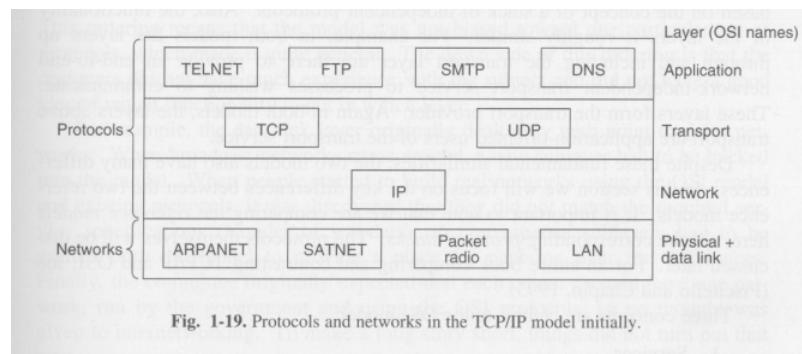 Layer (OSI names)
TELNET FTP SMTP DNS Application
Protocols TCP UDP Transport
IP Network
Networks ARPANET SATNET Packet radio LAN Physical + data link
Fig. 1-19. Protocols and networks in the TCP/IP model initially.